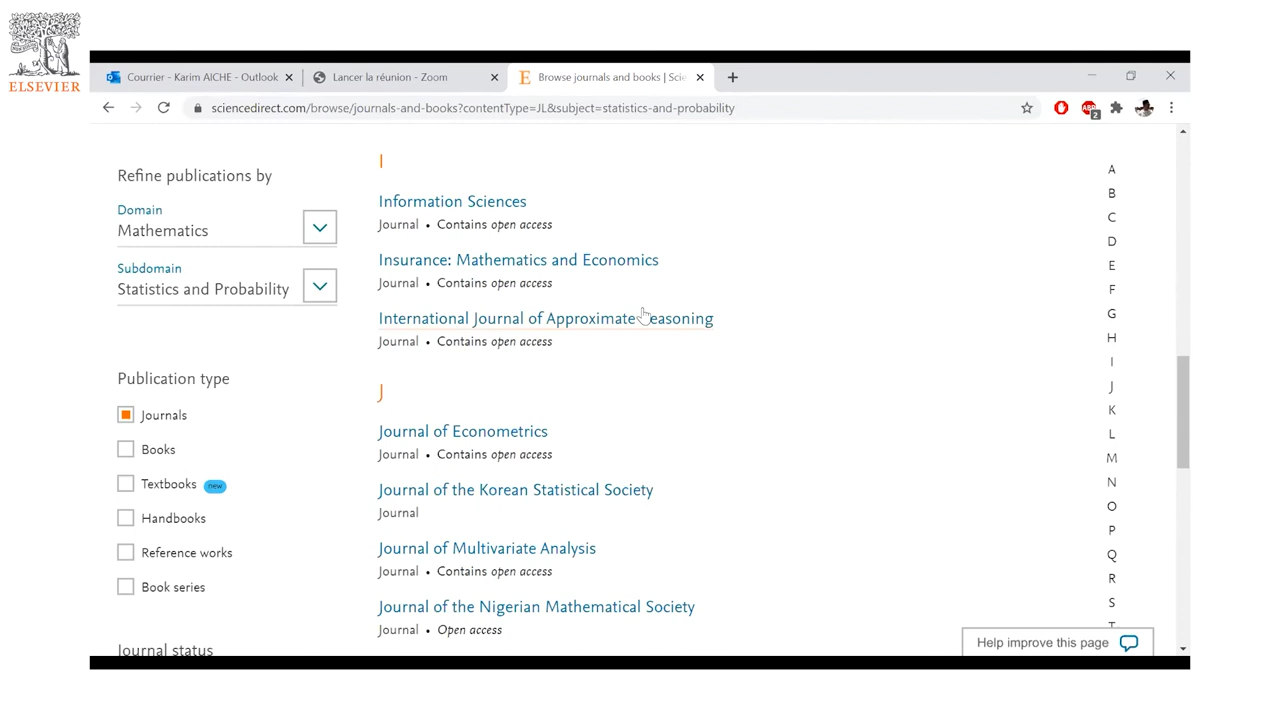 ELSEVIER
Courrier - Karim AICHE - Outlook
Lancer la réunion - Zoom
Browse journals and books | Scie
sciencedirect.com/browse/journals-and-books?contentType=JL&subject=statistics-and-probability
2
Refine publications by
Domain
Mathematics
Subdomain
Statistics and Probability
Publication type
Journals
Books
Textbooks new
Handbooks
Reference works
Book series
Journal status
I
Information Sciences
Journal • Contains open access
Insurance: Mathematics and Economics
Journal • Contains open access
International Journal of Approximate Reasoning
Journal • Contains open access
J
Journal of Econometrics
Journal • Contains open access
Journal of the Korean Statistical Society
Journal
Journal of Multivariate Analysis
Journal • Contains open access
Journal of the Nigerian Mathematical Society
Journal • Open access
A
B
C
D
E
F
G
H
I
J
K
L
M
N
O
P
Q
R
S
T
Help improve this page